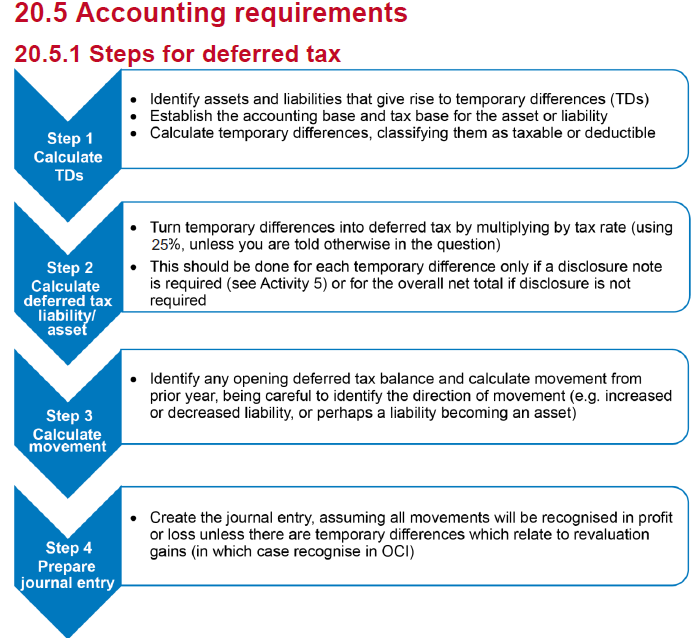 20.5 Accounting requirements
20.5.1 Steps for deferred tax
Step 1
Calculate
TDs
• Identify assets and liabilities that give rise to temporary differences (TDs)
• Establish the accounting base and tax base for the asset or liability
• Calculate temporary differences, classifying them as taxable or deductible
Step 2
Calculate
deferred tax
liability/
asset
• Turn temporary differences into deferred tax by multiplying by tax rate (using
25%, unless you are told otherwise in the question)
• This should be done for each temporary difference only if a disclosure note
is required (see Activity 5) or for the overall net total if disclosure is not
required
Step 3
Calculate
movement
• Identify any opening deferred tax balance and calculate movement from
prior year, being careful to identify the direction of movement (e.g. increased
or decreased liability, or perhaps a liability becoming an asset)
Step 4
Prepare
journal entry
• Create the journal entry, assuming all movements will be recognised in profit
or loss unless there are temporary differences which relate to revaluation
gains (in which case recognise in OCI)